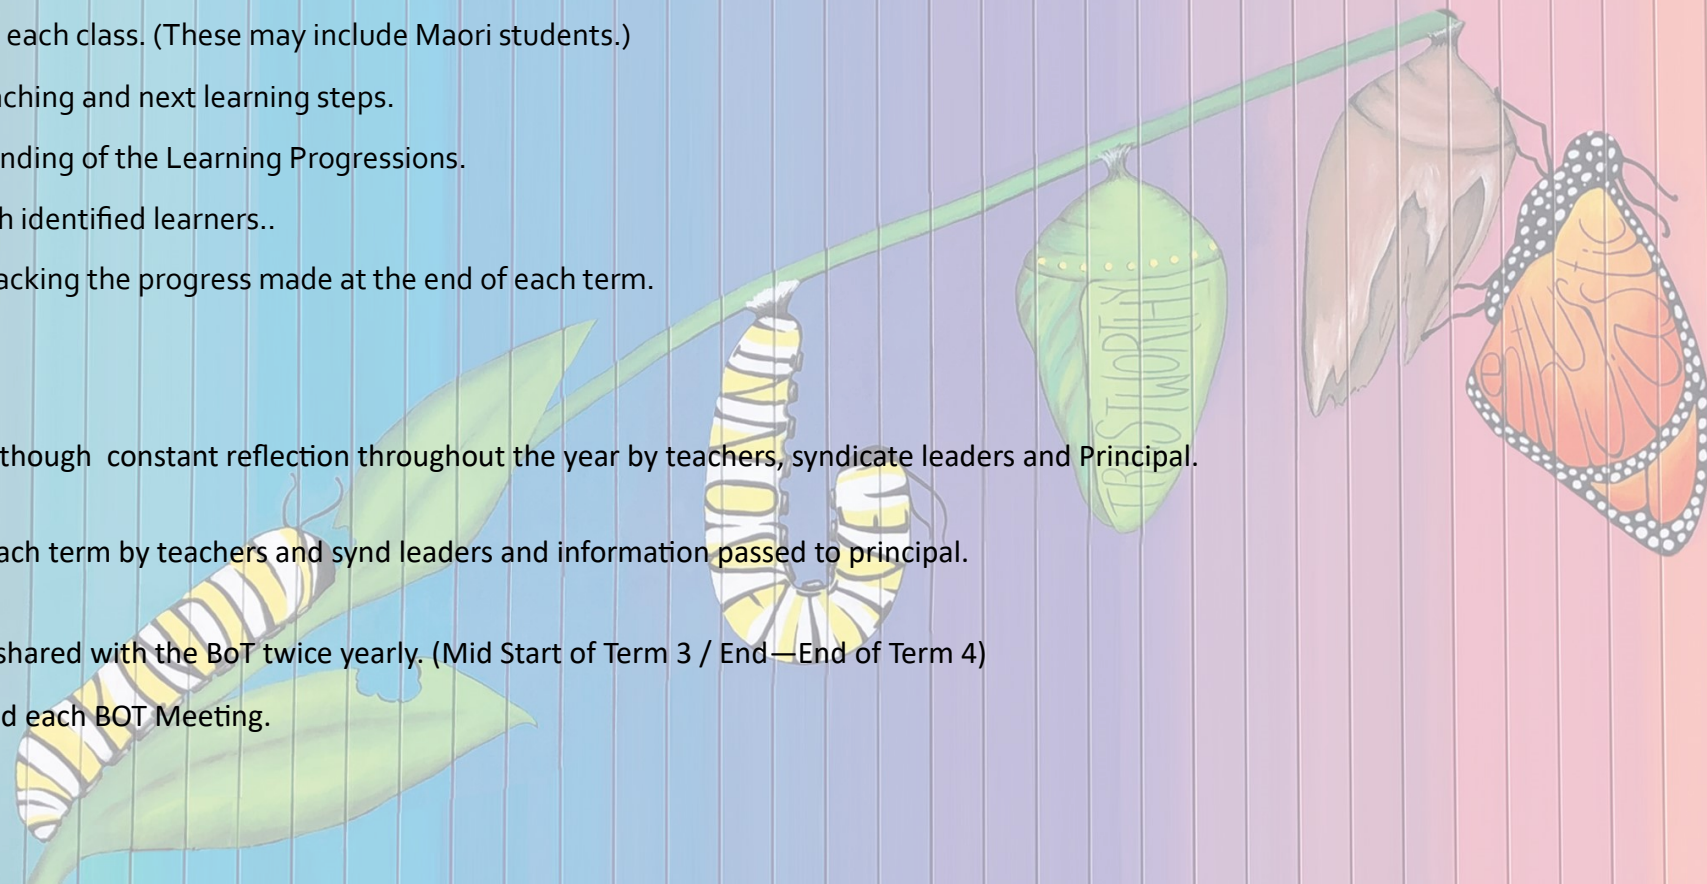 each class. (These may include Maori students.)
ching and next learning steps.
nding of the Learning Progressions.
h identified learners..
acking the progress made at the end of each term.
though  constant reflection throughout the year by teachers, syndicate leaders and Principal.
ach term by teachers and synd leaders and information passed to principal.
shared with the BoT twice yearly. (Mid Start of Term 3 / End—End of Term 4)
d each BOT Meeting.
TRUSTWORTHY